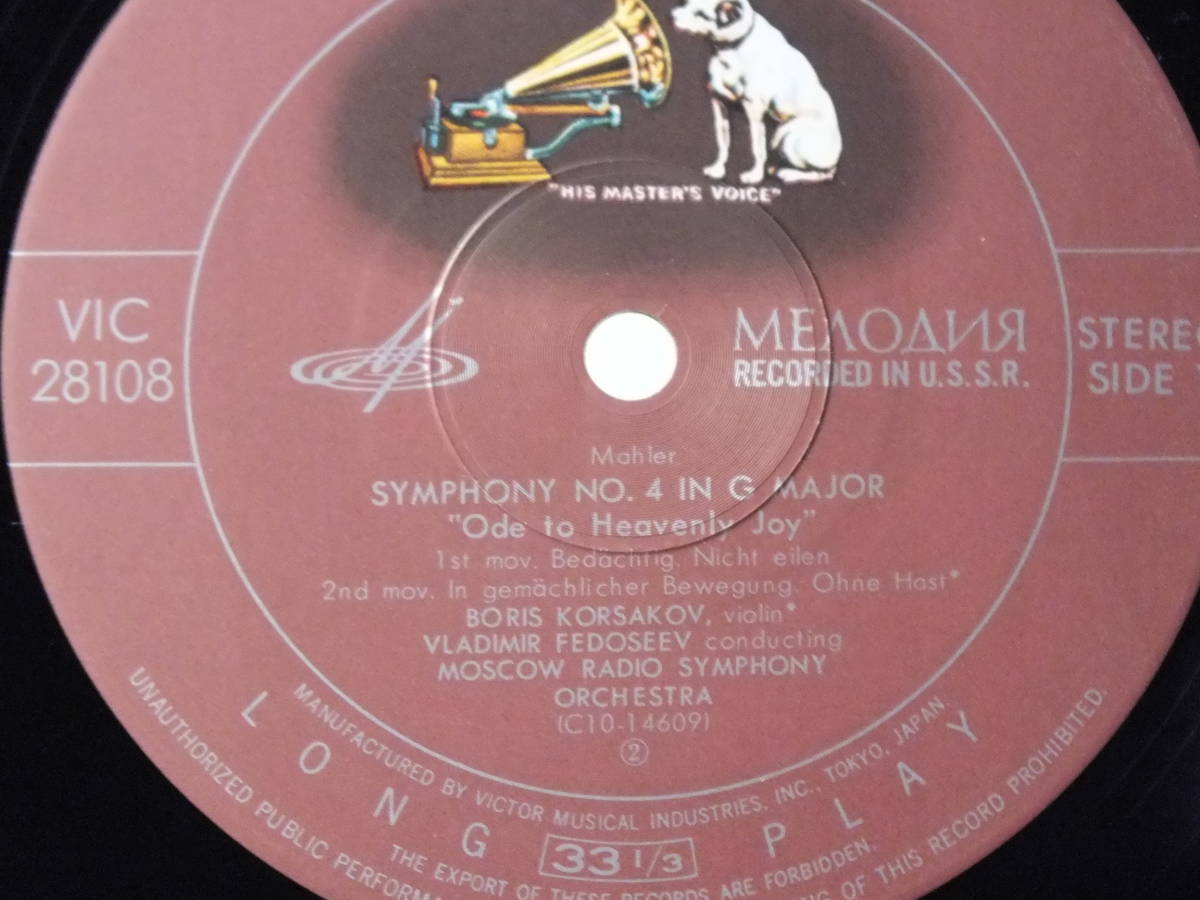 "HIS MASTER'S VOICE"
VIC
28108
МЕЛОДИЯ
RECORDED IN U.S.S.R.
STEREO
SIDE
Mahler
SYMPHONY NO. 4 IN G MAJOR
"Ode to Heavenly Joy"
1st mov. Bedächtig. Nicht eilen
2nd mov. In gemächlicher Bewegung. Ohne Hast*
BORIS KORSAKOV, violin*
VLADIMIR FEDOSEEV conducting
MOSCOW RADIO SYMPHONY
ORCHESTRA
(C10-14609)
②
MANUFACTURED BY VICTOR MUSICAL INDUSTRIES, INC., TOKYO, JAPAN.
LONG PLAY
33 1/3
THE EXPORT OF THESE RECORDS ARE FORBIDDEN.
UNAUTHORIZED PUBLIC PERFORMA
OF THIS RECORD PROHIBITED.